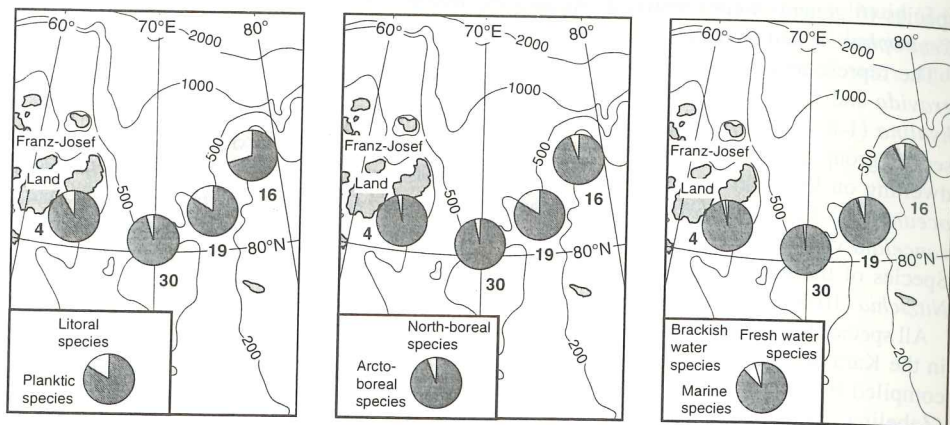 60°
70°E
80°
2000
1000
500
Franz-Josef
Land
500
16
4
19
80°N
30
200
Litoral
species
Planktic
species
60°
70°E
80°
2000
1000
500
Franz-Josef
Land
500
16
4
19
80°N
30
200
North-boreal
species
Arcto-
boreal
species
60°
70°E
80°
2000
1000
500
Franz-Josef
Land
500
16
4
19
80°N
30
200
Brackish
water
species
Fresh water
species
Marine
species